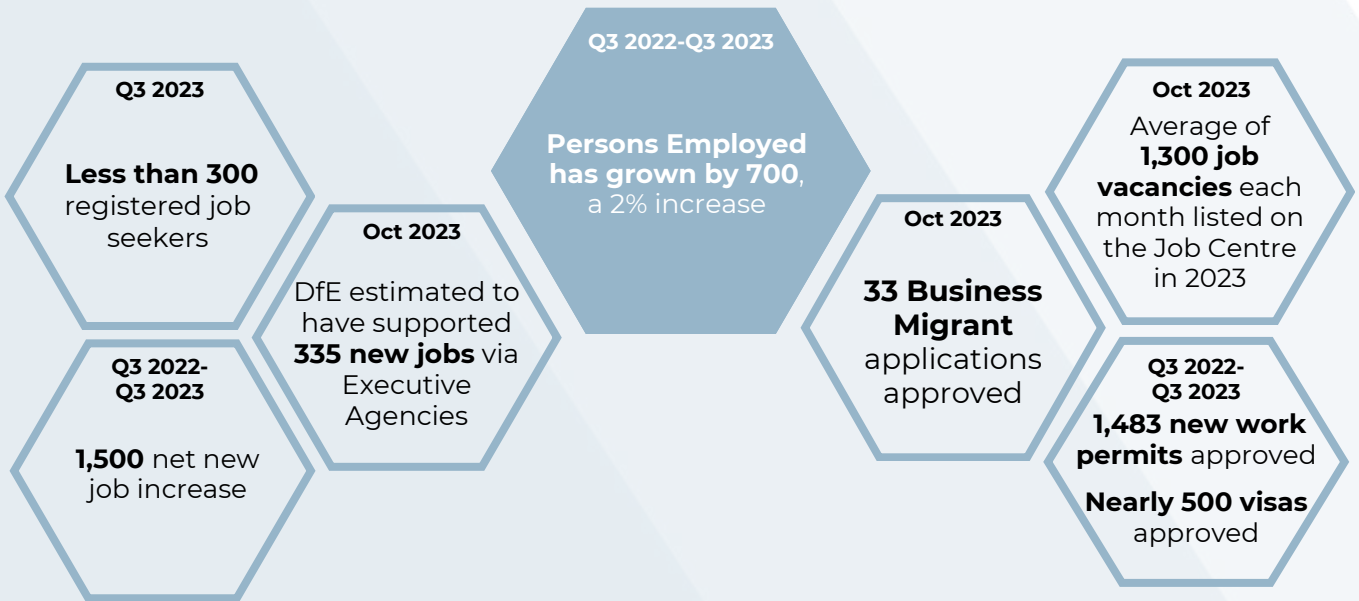 Q3 2023
Less than 300
registered job
seekers
Q3 2022-
Q3 2023
1,500 net new
job increase
Oct 2023
DfE estimated to
have supported
335 new jobs via
Executive
Agencies
Q3 2022-Q3 2023
Persons Employed
has grown by 700,
a 2% increase
Oct 2023
33 Business
Migrant
applications
approved
Oct 2023
Average of
1,300 job
vacancies each
month listed on
the Job Centre
in 2023
Q3 2022-
Q3 2023
1,483 new work
permits approved
Nearly 500 visas
approved